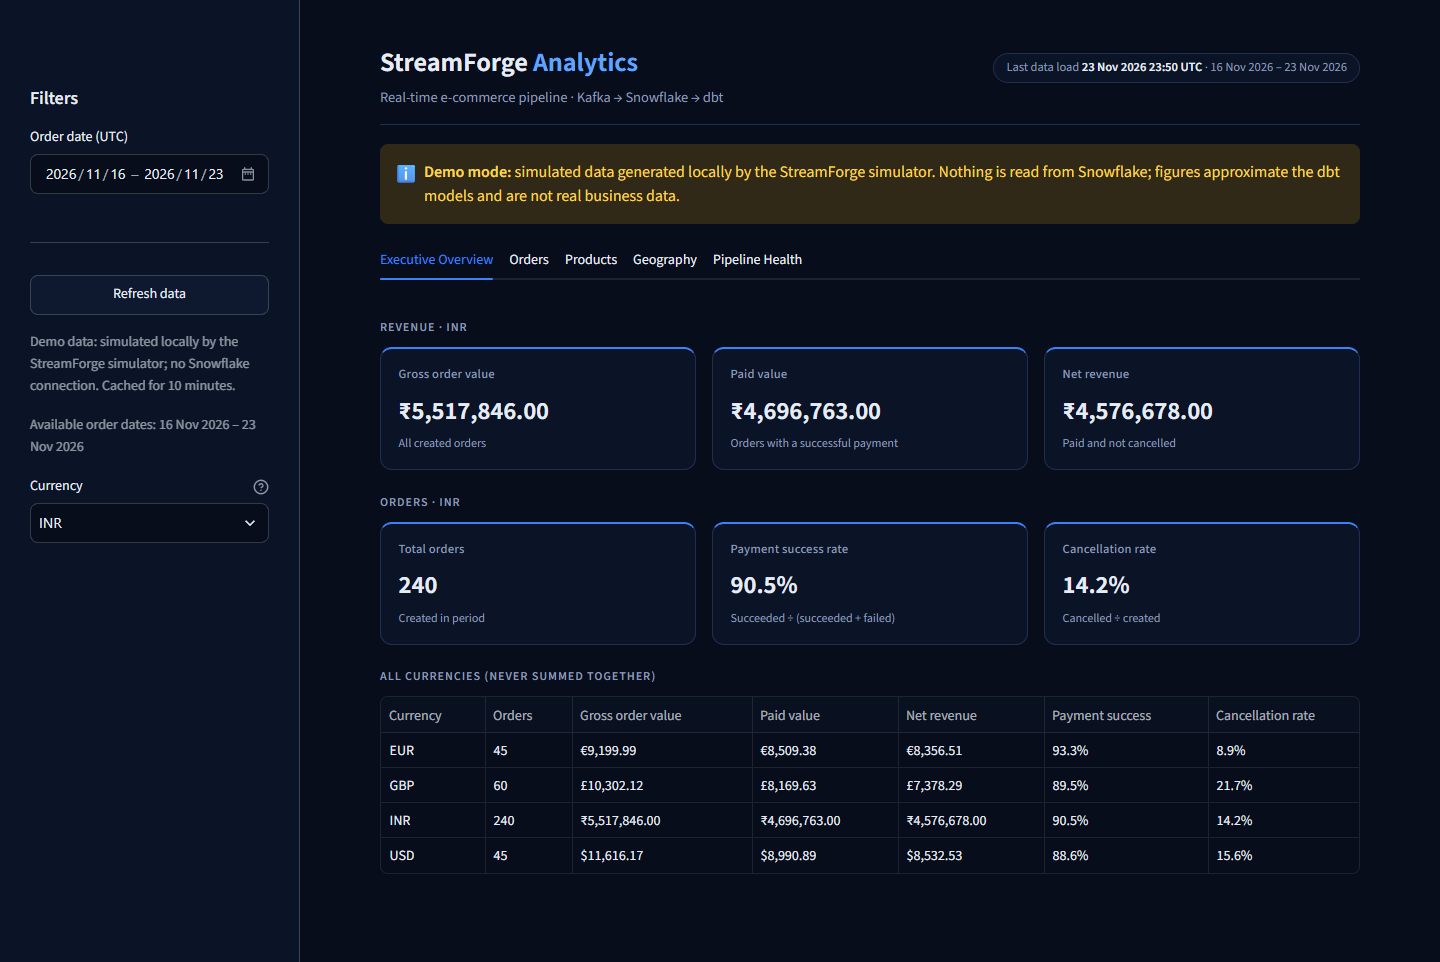 Filters
Order date (UTC)
2026/11/16 – 2026/11/23
Refresh data
Demo data: simulated locally by the
StreamForge simulator; no Snowflake
connection. Cached for 10 minutes.
Available order dates: 16 Nov 2026 – 23
Nov 2026
Currency
INR
StreamForge Analytics
Last data load 23 Nov 2026 23:50 UTC · 16 Nov 2026 – 23 Nov 2026
Real-time e-commerce pipeline · Kafka → Snowflake → dbt
Demo mode: simulated data generated locally by the StreamForge simulator. Nothing is read from Snowflake; figures approximate the dbt
models and are not real business data.
Executive Overview Orders Products Geography Pipeline Health
REVENUE · INR
Gross order value Paid value Net revenue
₹5,517,846.00 ₹4,696,763.00 ₹4,576,678.00
All created orders Orders with a successful payment Paid and not cancelled
ORDERS · INR
Total orders Payment success rate Cancellation rate
240 90.5% 14.2%
Created in period Succeeded ÷ (succeeded + failed) Cancelled ÷ created
ALL CURRENCIES (NEVER SUMMED TOGETHER)
Currency Orders Gross order value Paid value Net revenue Payment success Cancellation rate
EUR 45 €9,199.99 €8,509.38 €8,356.51 93.3% 8.9%
GBP 60 £10,302.12 £8,169.63 £7,378.29 89.5% 21.7%
INR 240 ₹5,517,846.00 ₹4,696,763.00 ₹4,576,678.00 90.5% 14.2%
USD 45 $11,616.17 $8,990.89 $8,532.53 88.6% 15.6%